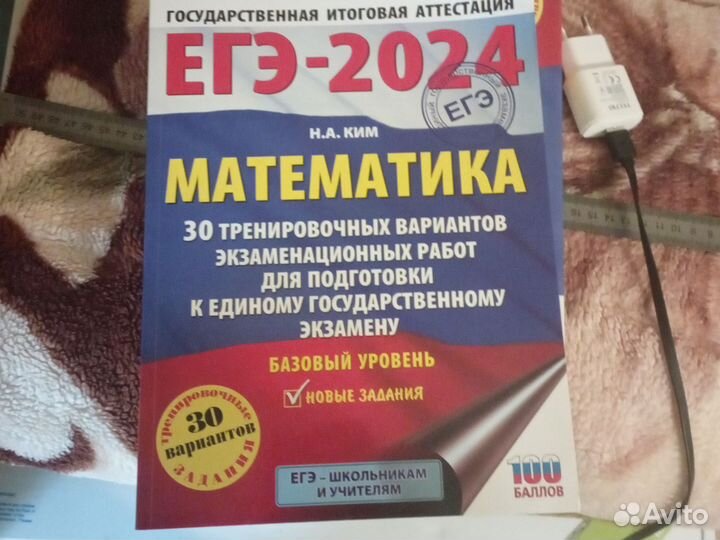 ГОСУДАРСТВЕННАЯ ИТОГОВАЯ АТТЕСТАЦИЯ
ЕГЭ-2024
ЕГЭ
Н.А. КИМ
МАТЕМАТИКА
30 ТРЕНИРОВОЧНЫХ ВАРИАНТОВ
ЭКЗАМЕНАЦИОННЫХ РАБОТ
ДЛЯ ПОДГОТОВКИ
К ЕДИНОМУ ГОСУДАРСТВЕННОМУ
ЭКЗАМЕНУ
БАЗОВЫЙ УРОВЕНЬ
НОВЫЕ ЗАДАНИЯ
тренировочные
30
вариантов
ЗАДАНИЯ
ЕГЭ – ШКОЛЬНИКАМ
И УЧИТЕЛЯМ
100
БАЛЛОВ
Avito